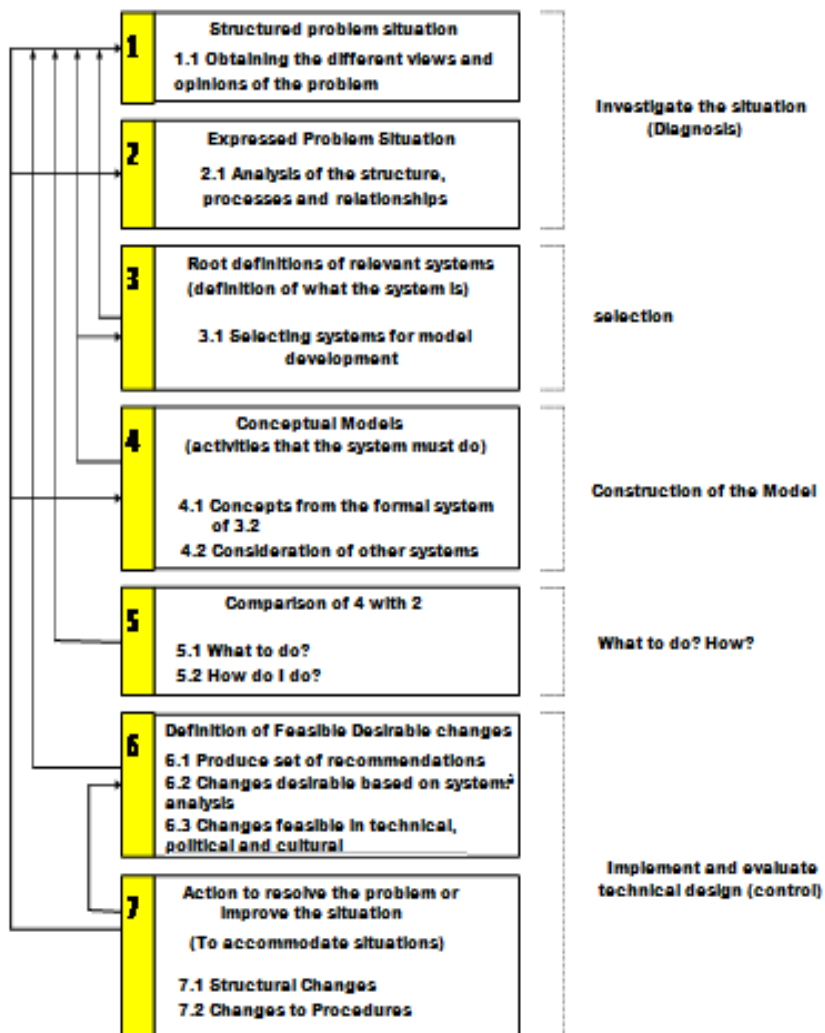 1
Structured problem situation
1.1 Obtaining the different views and
opinions of the problem
Investigate the situation
(Diagnosis)
2
Expressed Problem Situation
2.1 Analysis of the structure,
processes and relationships
3
Root definitions of relevant systems
(definition of what the system is)
3.1 Selecting systems for model
development
selection
4
Conceptual Models
(activities that the system must do)
4.1 Concepts from the formal system
of 3.2
4.2 Consideration of other systems
Construction of the Model
5
Comparison of 4 with 2
5.1 What to do?
5.2 How do I do?
What to do? How?
6
Definition of Feasible Desirable changes
6.1 Produce set of recommendations
6.2 Changes desirable based on systems
analysis
6.3 Changes feasible in technical,
political and cultural
Implement and evaluate
technical design (control)
7
Action to resolve the problem or
improve the situation
(To accommodate situations)
7.1 Structural Changes
7.2 Changes to Procedures